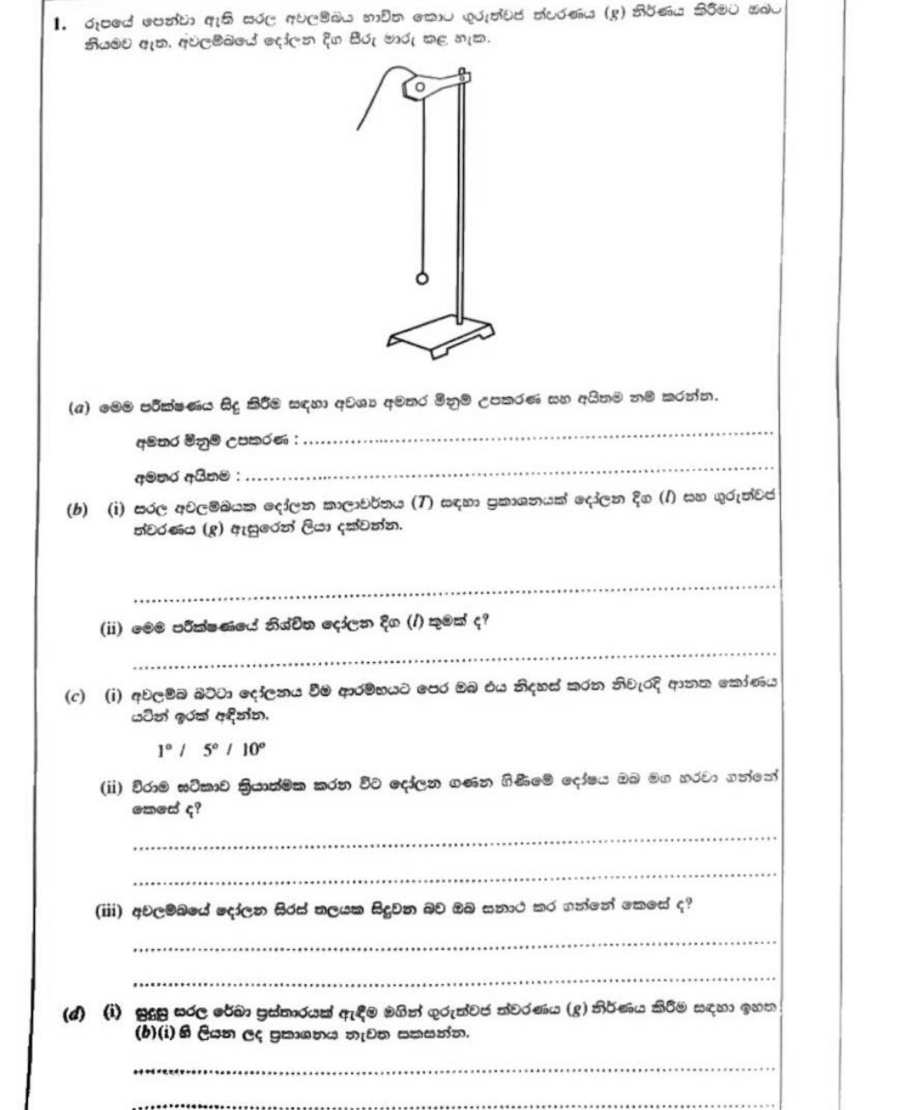 1. රූපයේ පෙන්වා ඇති සරල අවලම්බය භාවිත කොට ගුරුත්වජ ත්වරණය (g) නිර්ණය කිරීමට ඔබට
නියමව ඇත. අවලම්බයේ දෝලන දිග සීරු මාරු කළ හැක.
(a) මෙම පරීක්ෂණය සිදු කිරීම සඳහා අවශ්‍ය අමතර මිනුම් උපකරණ සහ අයිතම නම් කරන්න.
අමතර මිනුම් උපකරණ : ....................
අමතර අයිතම : ....................
(b) (i) සරල අවලම්බයක දෝලන කාලාවර්තය (T) සඳහා ප්‍රකාශනයක් දෝලන දිග (l) සහ ගුරුත්වජ
ත්වරණය (g) ඇසුරෙන් ලියා දක්වන්න.
(ii) මෙම පරීක්ෂණයේ නිශ්චිත දෝලන දිග (l) කුමක් ද?
(c) (i) අවලම්බ බට්ටා දෝලනය වීම ආරම්භයට පෙර ඔබ එය නිදහස් කරන නිවැරදි ආනත කෝණය
යටින් ඉරක් අඳින්න.
1° / 5° / 10°
(ii) විරාම ඝටිකාව ක්‍රියාත්මක කරන විට දෝලන ගණන ගිණීමේ දෝෂය ඔබ මග හරවා ගන්නේ
කෙසේ ද?
(iii) අවලම්බයේ දෝලන සිරස් තලයක සිදුවන බව ඔබ සනාථ කර ගන්නේ කෙසේ ද?
(d) (i) සුදුසු සරල රේඛා ප්‍රස්තාරයක් ඇඳීම මගින් ගුරුත්වජ ත්වරණය (g) නිර්ණය කිරීම සඳහා ඉහත
(b)(i) හි ලියන ලද ප්‍රකාශනය නැවත සකසන්න.